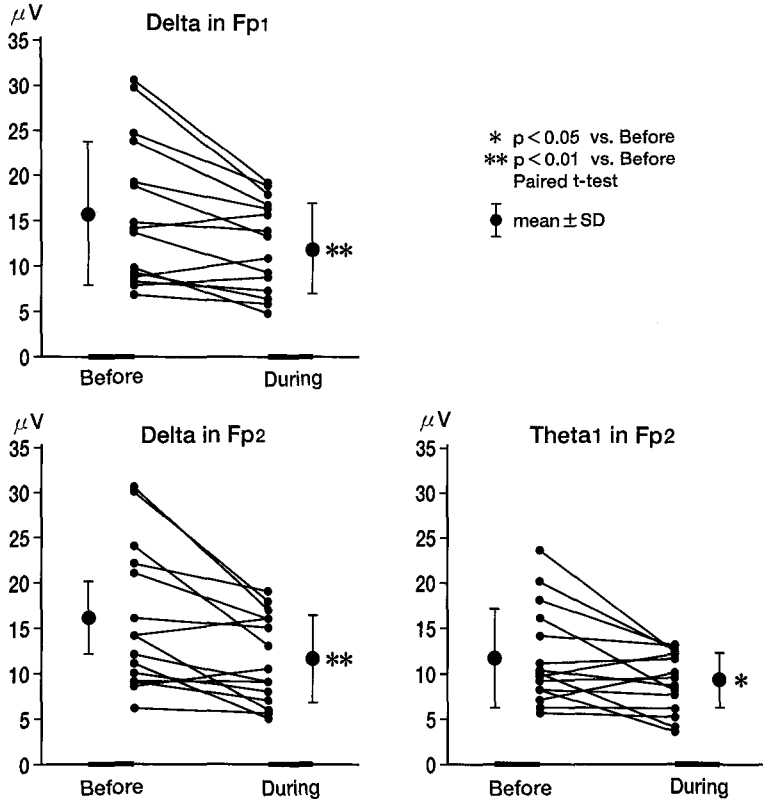 μV
Delta in Fp1
35
30
25
20
15
10
5
0
Before
During
**
* p<0.05 vs. Before
** p<0.01 vs. Before
Paired t-test
mean±SD
μV
Delta in Fp2
35
30
25
20
15
10
5
0
Before
During
**
μV
Theta1 in Fp2
35
30
25
20
15
10
5
0
Before
During
*